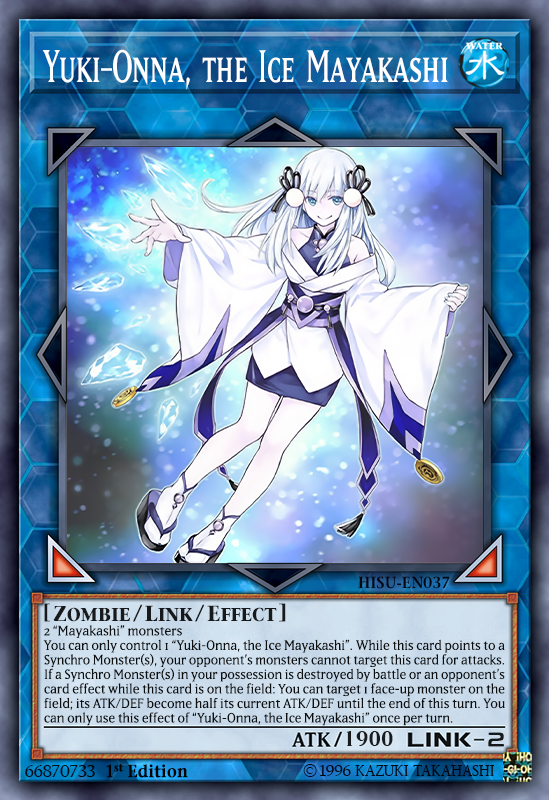 Yuki-Onna, the Ice Mayakashi
WATER
水
HISU-EN037
[Zombie/Link/Effect]
2 “Mayakashi” monsters
You can only control 1 “Yuki-Onna, the Ice Mayakashi”. While this card points to a
Synchro Monster(s), your opponent's monsters cannot target this card for attacks.
If a Synchro Monster(s) in your possession is destroyed by battle or an opponent's
card effect while this card is on the field: You can target 1 face-up monster on the
field; its ATK/DEF become half its current ATK/DEF until the end of this turn. You
can only use this effect of “Yuki-Onna, the Ice Mayakashi” once per turn.
ATK/1900 LINK-2
66870733 1st Edition ©1996 KAZUKI TAKAHASHI